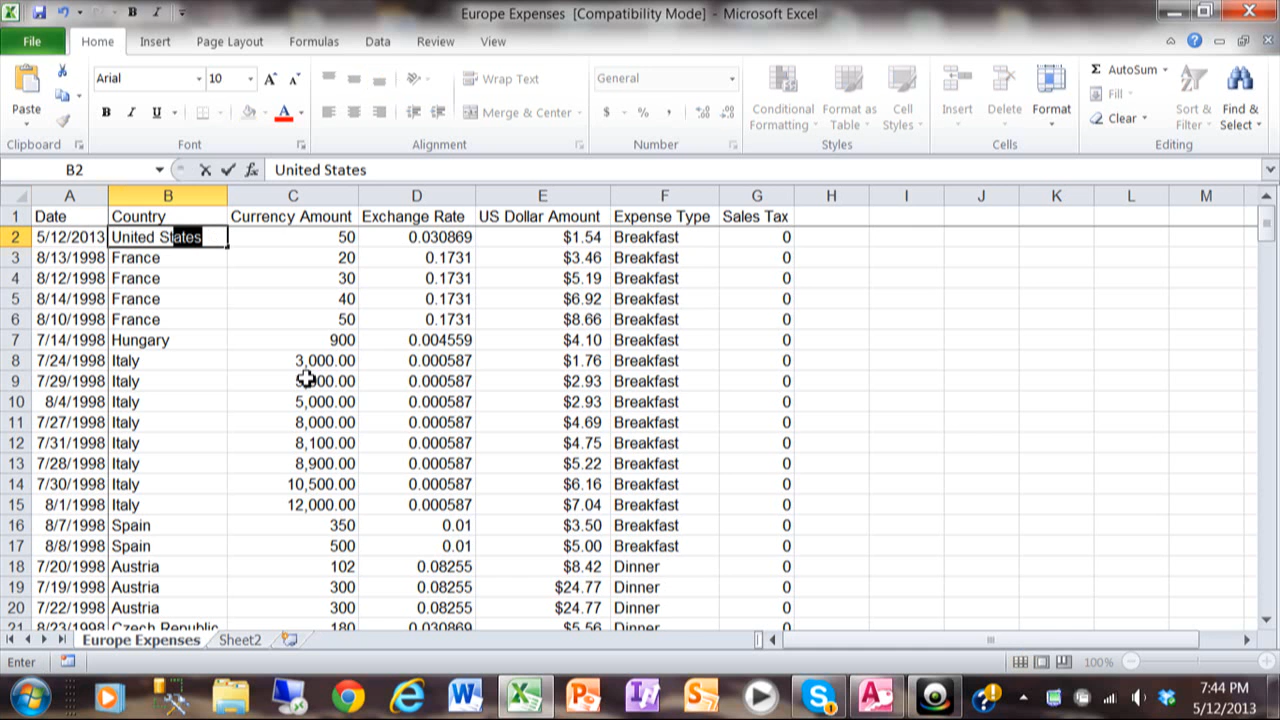 Europe Expenses [Compatibility Mode] - Microsoft Excel
File Home Insert Page Layout Formulas Data Review View
Arial 10 Wrap Text General AutoSum
Paste Merge & Center Conditional Formatting Format as Table Cell Styles Insert Delete Format Fill Clear Sort & Filter Find & Select
Clipboard Font Alignment Number Styles Cells Editing
B2 fx United States
A B C D E F G H I J K L M
1 Date Country Currency Amount Exchange Rate US Dollar Amount Expense Type Sales Tax
2 5/12/2013 United States 50 0.030869 $1.54 Breakfast 0
3 8/13/1998 France 20 0.1731 $3.46 Breakfast 0
4 8/12/1998 France 30 0.1731 $5.19 Breakfast 0
5 8/14/1998 France 40 0.1731 $6.92 Breakfast 0
6 8/10/1998 France 50 0.1731 $8.66 Breakfast 0
7 7/14/1998 Hungary 900 0.004559 $4.10 Breakfast 0
8 7/24/1998 Italy 3,000.00 0.000587 $1.76 Breakfast 0
9 7/29/1998 Italy 0.000587 $2.93 Breakfast 0
10 8/4/1998 Italy 5,000.00 0.000587 $2.93 Breakfast 0
11 7/27/1998 Italy 8,000.00 0.000587 $4.69 Breakfast 0
12 7/31/1998 Italy 8,100.00 0.000587 $4.75 Breakfast 0
13 7/28/1998 Italy 8,900.00 0.000587 $5.22 Breakfast 0
14 7/30/1998 Italy 10,500.00 0.000587 $6.16 Breakfast 0
15 8/1/1998 Italy 12,000.00 0.000587 $7.04 Breakfast 0
16 8/7/1998 Spain 350 0.01 $3.50 Breakfast 0
17 8/8/1998 Spain 500 0.01 $5.00 Breakfast 0
18 7/20/1998 Austria 102 0.08255 $8.42 Dinner 0
19 7/19/1998 Austria 300 0.08255 $24.77 Dinner 0
20 7/22/1998 Austria 300 0.08255 $24.77 Dinner 0
21 8/23/1998 Czech Republic 180 0.030869 $5.56 Dinner 0
Europe Expenses Sheet2
Enter 100%
7:44 PM
5/12/2013